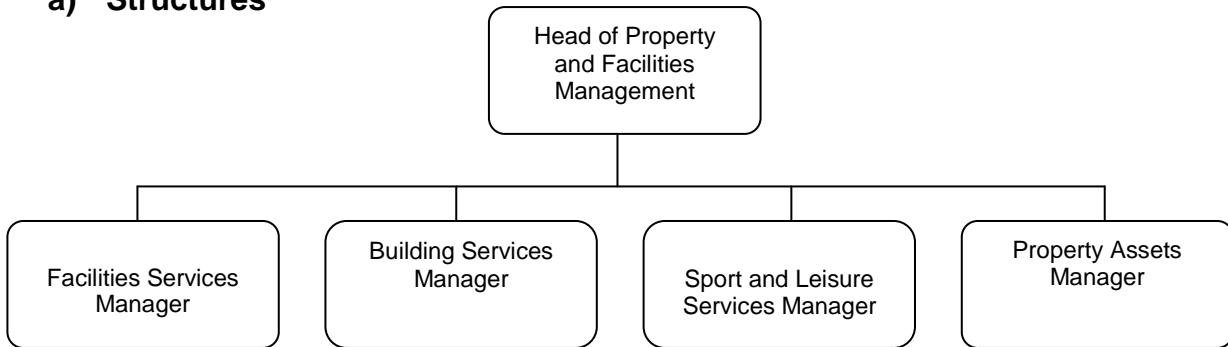 a) Structures
Head of Property
and Facilities
Management
Facilities Services
Manager
Building Services
Manager
Sport and Leisure
Services Manager
Property Assets
Manager